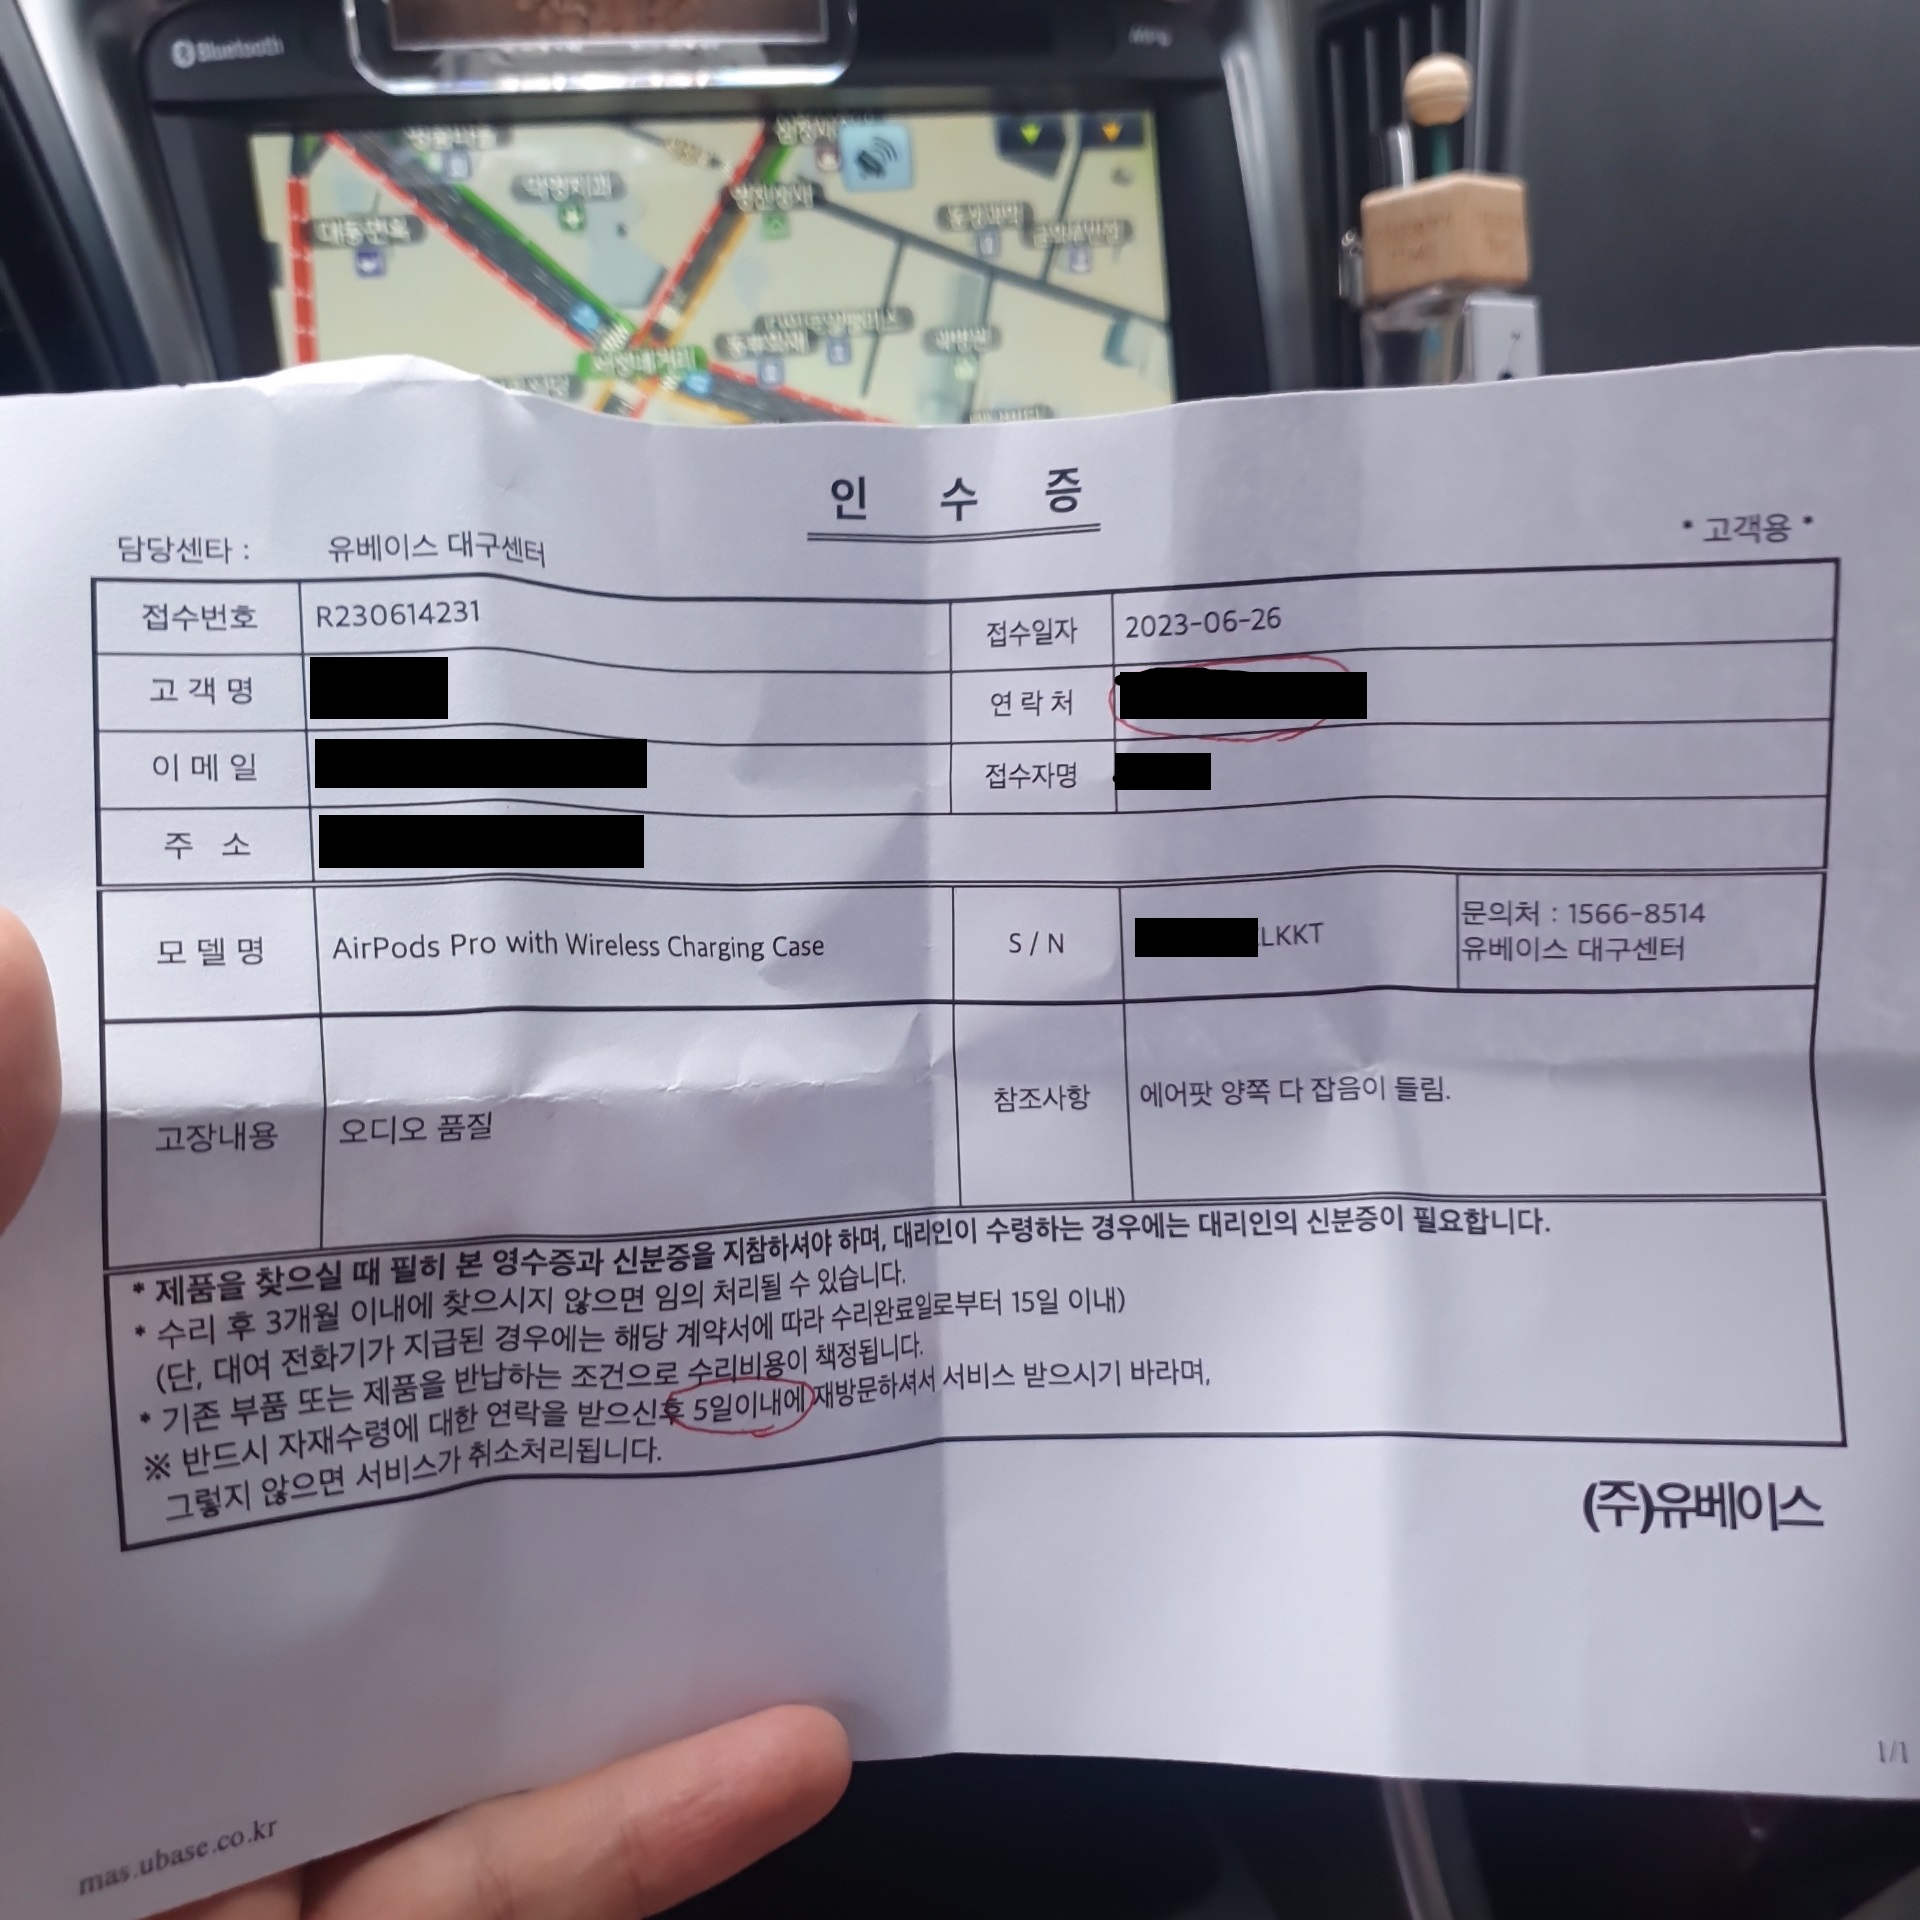 Bluetooth
인 수 증
담당센타 : 유베이스 대구센터
* 고객용 *
접수번호 R230614231 접수일자 2023-06-26
고 객 명 연 락 처
이 메 일 접수자명
주 소
모 델 명 AirPods Pro with Wireless Charging Case S / N LKKT 문의처 : 1566-8514
유베이스 대구센터
고장내용 오디오 품질 참조사항 에어팟 양쪽 다 잡음이 들림.
* 제품을 찾으실 때 필히 본 영수증과 신분증을 지참하셔야 하며, 대리인이 수령하는 경우에는 대리인의 신분증이 필요합니다.
* 수리 후 3개월 이내에 찾으시지 않으면 임의 처리될 수 있습니다.
(단, 대여 전화기가 지급된 경우에는 해당 계약서에 따라 수리완료일로부터 15일 이내)
* 기존 부품 또는 제품을 반납하는 조건으로 수리비용이 책정됩니다.
※ 반드시 자재수령에 대한 연락을 받으신후 5일이내에 재방문하셔서 서비스 받으시기 바라며,
그렇지 않으면 서비스가 취소처리됩니다.
(주)유베이스
1/1
mas.ubase.co.kr